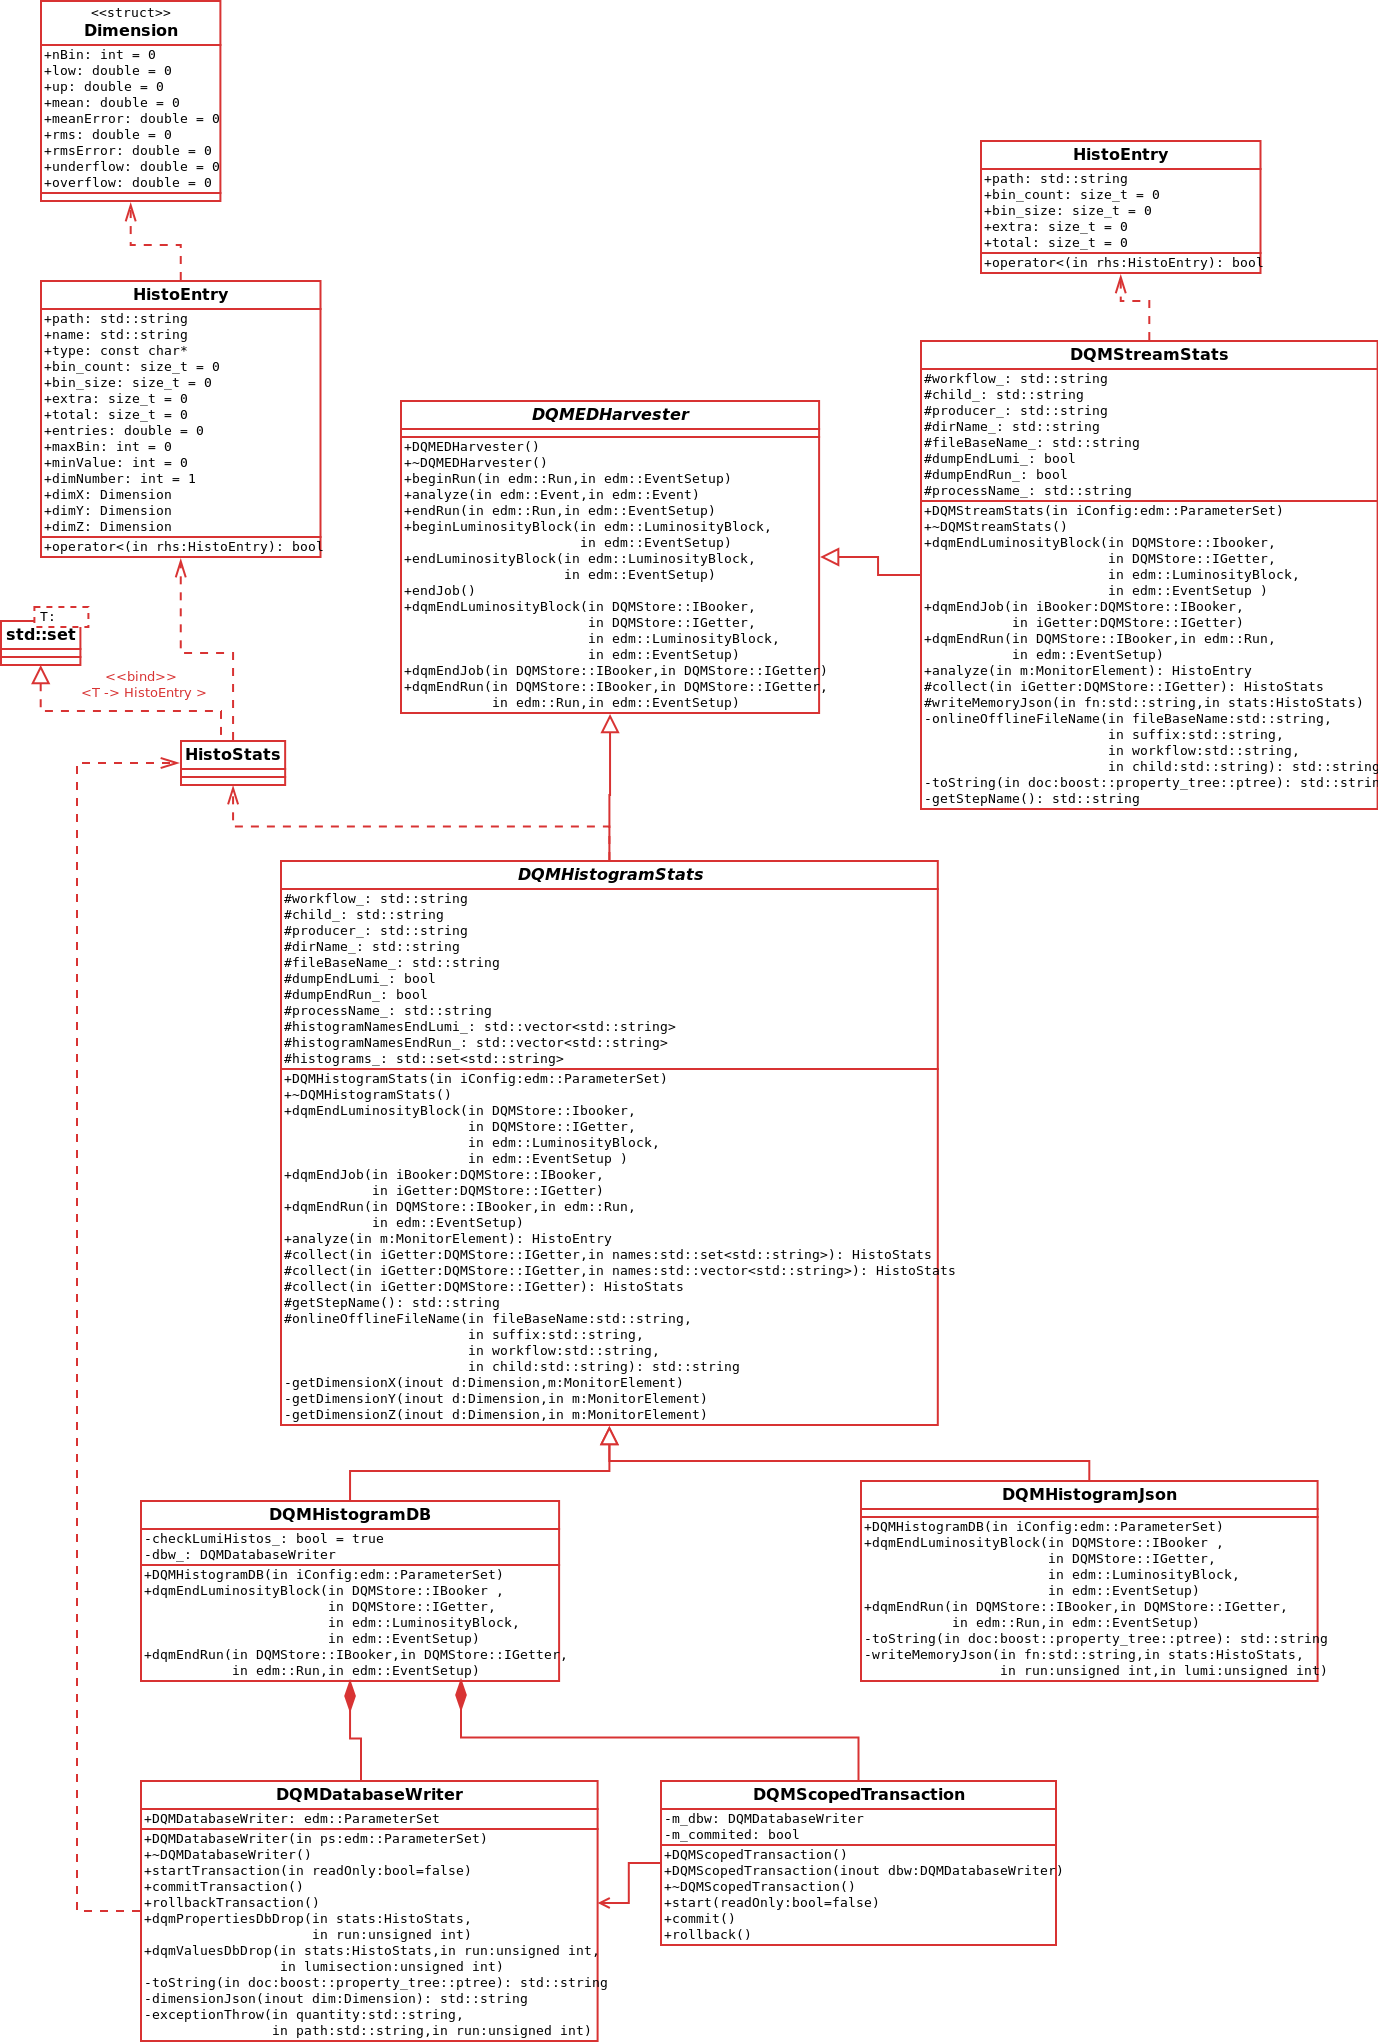 <<struct>>
Dimension
+nBin: int = 0
+low: double = 0
+up: double = 0
+mean: double = 0
+meanError: double = 0
+rms: double = 0
+rmsError: double = 0
+underflow: double = 0
+overflow: double = 0
HistoEntry
+path: std::string
+bin_count: size_t = 0
+bin_size: size_t = 0
+extra: size_t = 0
+total: size_t = 0
+operator<(in rhs:HistoEntry): bool
HistoEntry
+path: std::string
+name: std::string
+type: const char*
+bin_count: size_t = 0
+bin_size: size_t = 0
+extra: size_t = 0
+total: size_t = 0
+entries: double = 0
+maxBin: int = 0
+minValue: int = 0
+dimNumber: int = 1
+dimX: Dimension
+dimY: Dimension
+dimZ: Dimension
+operator<(in rhs:HistoEntry): bool
DQMStreamStats
#workflow_: std::string
#child_: std::string
#producer_: std::string
#dirName_: std::string
#fileBaseName_: std::string
#dumpEndLumi_: bool
#dumpEndRun_: bool
#processName_: std::string
+DQMStreamStats(in iConfig:edm::ParameterSet)
+~DQMStreamStats()
+dqmEndLuminosityBlock(in DQMStore::Ibooker,
in DQMStore::IGetter,
in edm::LuminosityBlock,
in edm::EventSetup )
+dqmEndJob(in iBooker:DQMStore::IBooker,
in iGetter:DQMStore::IGetter)
+dqmEndRun(in DQMStore::IBooker,in edm::Run,
in edm::EventSetup)
+analyze(in m:MonitorElement): HistoEntry
#collect(in iGetter:DQMStore::IGetter): HistoStats
#writeMemoryJson(in fn:std::string,in stats:HistoStats)
-onlineOfflineFileName(in fileBaseName:std::string,
in suffix:std::string,
in workflow:std::string,
in child:std::string): std::string
-toString(in doc:boost::property_tree::ptree): std::strin
-getStepName(): std::string
DQMEDHarvester
+DQMEDHarvester()
+~DQMEDHarvester()
+beginRun(in edm::Run,in edm::EventSetup)
+analyze(in edm::Event,in edm::Event)
+endRun(in edm::Run,in edm::EventSetup)
+beginLuminosityBlock(in edm::LuminosityBlock,
in edm::EventSetup)
+endLuminosityBlock(in edm::LuminosityBlock,
in edm::EventSetup)
+endJob()
+dqmEndLuminosityBlock(in DQMStore::IBooker,
in DQMStore::IGetter,
in edm::LuminosityBlock,
in edm::EventSetup)
+dqmEndJob(in DQMStore::IBooker,in DQMStore::IGetter)
+dqmEndRun(in DQMStore::IBooker,in DQMStore::IGetter,
in edm::Run,in edm::EventSetup)
T:
std::set
<<bind>>
<T -> HistoEntry >
HistoStats
DQMHistogramStats
#workflow_: std::string
#child_: std::string
#producer_: std::string
#dirName_: std::string
#fileBaseName_: std::string
#dumpEndLumi_: bool
#dumpEndRun_: bool
#processName_: std::string
#histogramNamesEndLumi_: std::vector<std::string>
#histogramNamesEndRun_: std::vector<std::string>
#histograms_: std::set<std::string>
+DQMHistogramStats(in iConfig:edm::ParameterSet)
+~DQMHistogramStats()
+dqmEndLuminosityBlock(in DQMStore::Ibooker,
in DQMStore::IGetter,
in edm::LuminosityBlock,
in edm::EventSetup )
+dqmEndJob(in iBooker:DQMStore::IBooker,
in iGetter:DQMStore::IGetter)
+dqmEndRun(in DQMStore::IBooker,in edm::Run,
in edm::EventSetup)
+analyze(in m:MonitorElement): HistoEntry
#collect(in iGetter:DQMStore::IGetter,in names:std::set<std::string>): HistoStats
#collect(in iGetter:DQMStore::IGetter,in names:std::vector<std::string>): HistoStats
#collect(in iGetter:DQMStore::IGetter): HistoStats
#getStepName(): std::string
#onlineOfflineFileName(in fileBaseName:std::string,
in suffix:std::string,
in workflow:std::string,
in child:std::string): std::string
-getDimensionX(inout d:Dimension,m:MonitorElement)
-getDimensionY(inout d:Dimension,in m:MonitorElement)
-getDimensionZ(inout d:Dimension,in m:MonitorElement)
DQMHistogramDB
-checkLumiHistos_: bool = true
-dbw_: DQMDatabaseWriter
+DQMHistogramDB(in iConfig:edm::ParameterSet)
+dqmEndLuminosityBlock(in DQMStore::IBooker ,
in DQMStore::IGetter,
in edm::LuminosityBlock,
in edm::EventSetup)
+dqmEndRun(in DQMStore::IBooker,in DQMStore::IGetter,
in edm::Run,in edm::EventSetup)
DQMHistogramJson
+DQMHistogramDB(in iConfig:edm::ParameterSet)
+dqmEndLuminosityBlock(in DQMStore::IBooker ,
in DQMStore::IGetter,
in edm::LuminosityBlock,
in edm::EventSetup)
+dqmEndRun(in DQMStore::IBooker,in DQMStore::IGetter,
in edm::Run,in edm::EventSetup)
-toString(in doc:boost::property_tree::ptree): std::string
-writeMemoryJson(in fn:std::string,in stats:HistoStats,
in run:unsigned int,in lumi:unsigned int)
DQMDatabaseWriter
+DQMDatabaseWriter: edm::ParameterSet
+DQMDatabaseWriter(in ps:edm::ParameterSet)
+~DQMDatabaseWriter()
+startTransaction(in readOnly:bool=false)
+commitTransaction()
+rollbackTransaction()
+dqmPropertiesDbDrop(in stats:HistoStats,
in run:unsigned int)
+dqmValuesDbDrop(in stats:HistoStats,in run:unsigned int,
in lumisection:unsigned int)
-toString(in doc:boost::property_tree::ptree): std::string
-dimensionJson(inout dim:Dimension): std::string
-exceptionThrow(in quantity:std::string,
in path:std::string,in run:unsigned int)
DQMScopedTransaction
-m_dbw: DQMDatabaseWriter
-m_commited: bool
+DQMScopedTransaction()
+DQMScopedTransaction(inout dbw:DQMDatabaseWriter)
+~DQMScopedTransaction()
+start(readOnly:bool=false)
+commit()
+rollback()